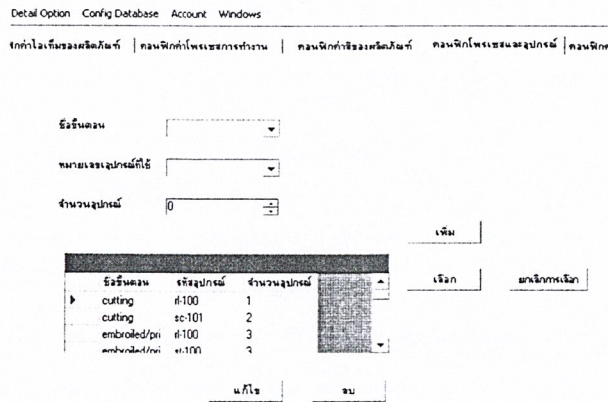 Detail Option Config Database Account Windows
รกค่าไอเท็มของผลิตภัณฑ์ คอนฟิกค่าโพรเซสการทำงาน คอนฟิกค่าสีของผลิตภัณฑ์ คอนฟิกโพรเซสและอุปกรณ์ คอนฟิก
ชื่อขั้นตอน
หมายเลขอุปกรณ์ที่ใช้
จำนวนอุปกรณ์ 0
เพิ่ม
ชื่อขั้นตอน รหัสอุปกรณ์ จำนวนอุปกรณ์
เลือก ยกเลิกการเลือก
cutting rl-100 1
cutting sc-101 2
embroiled/pri rl-100 3
embroiled/pri 3
แก้ไข ลบ